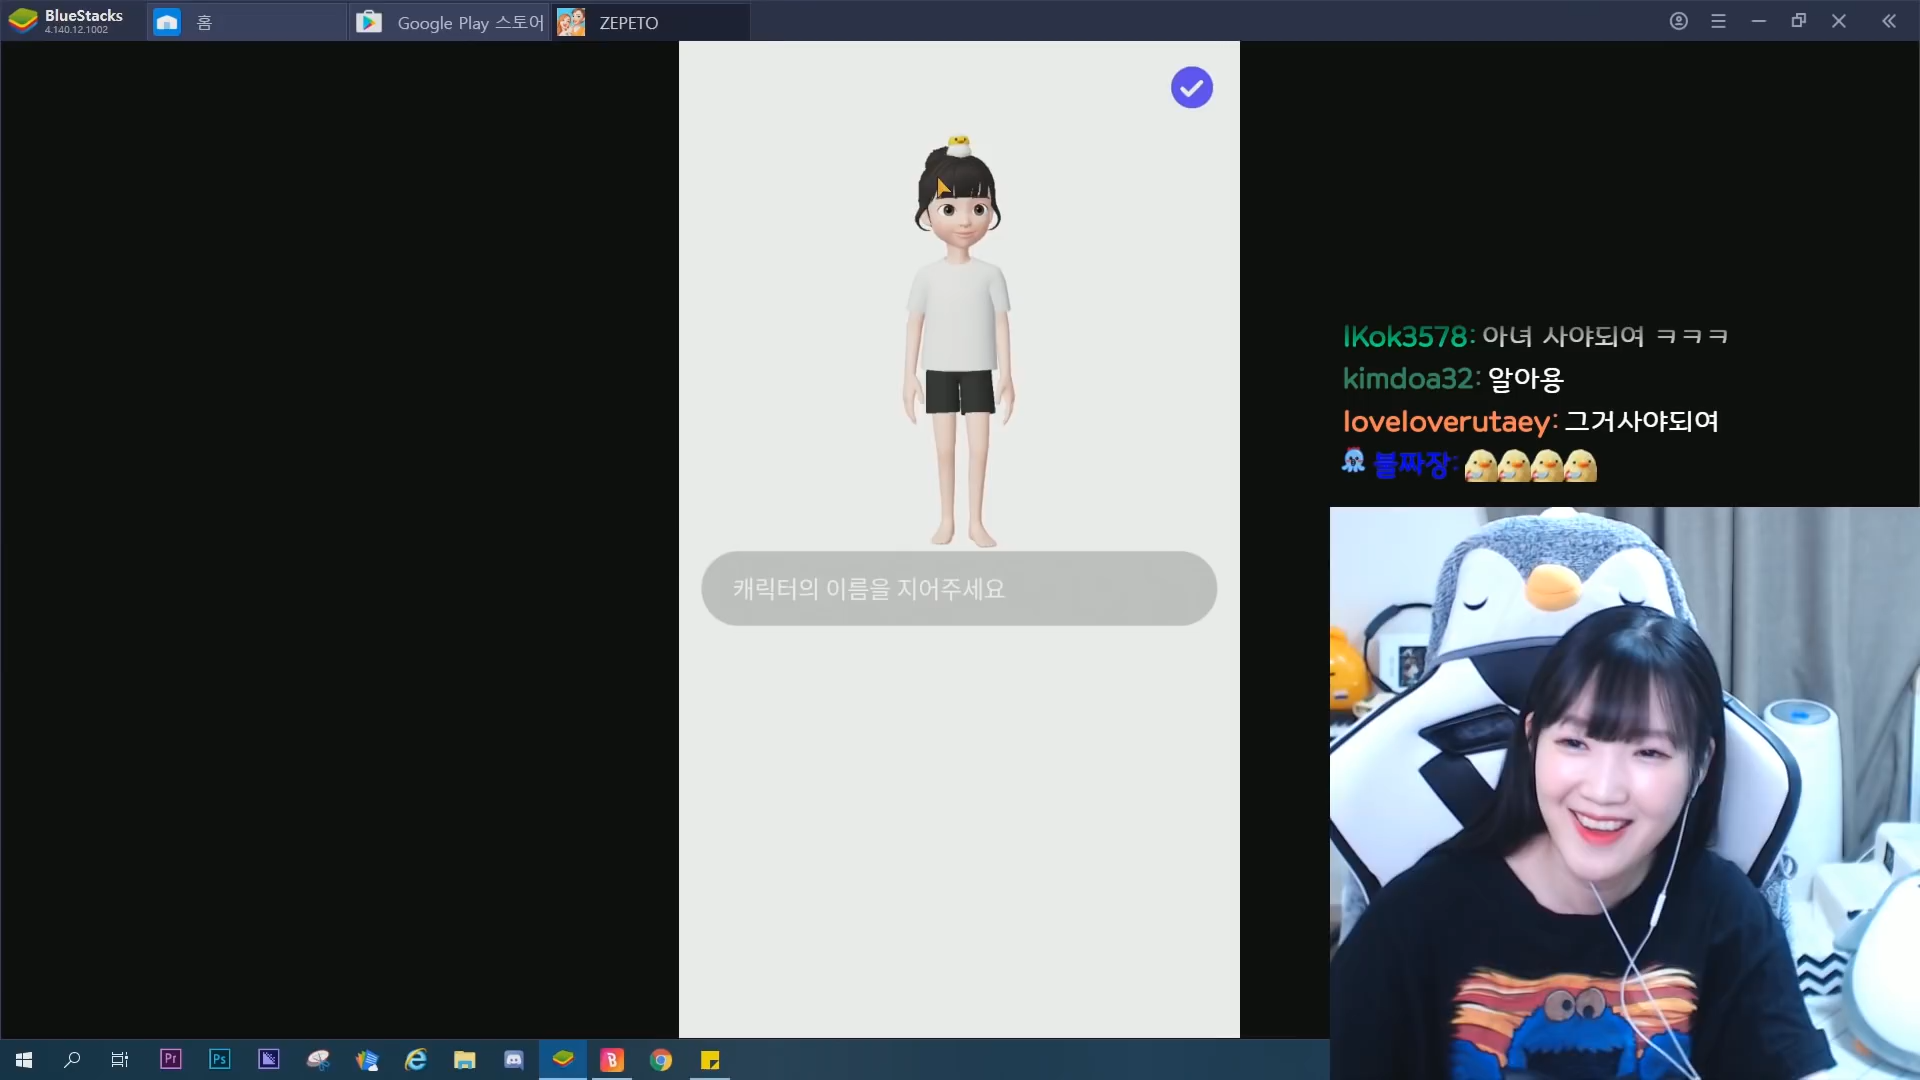 BlueStacks
4.140.12.1002
홈
Google Play 스토어
ZEPETO
lKok3578: 아녀 사야되여 ㅋㅋㅋ
kimdoa32: 알아용
loveloverutaey: 그거사야되여
불짜장:
캐릭터의 이름을 지어주세요
Pr
Ps
B